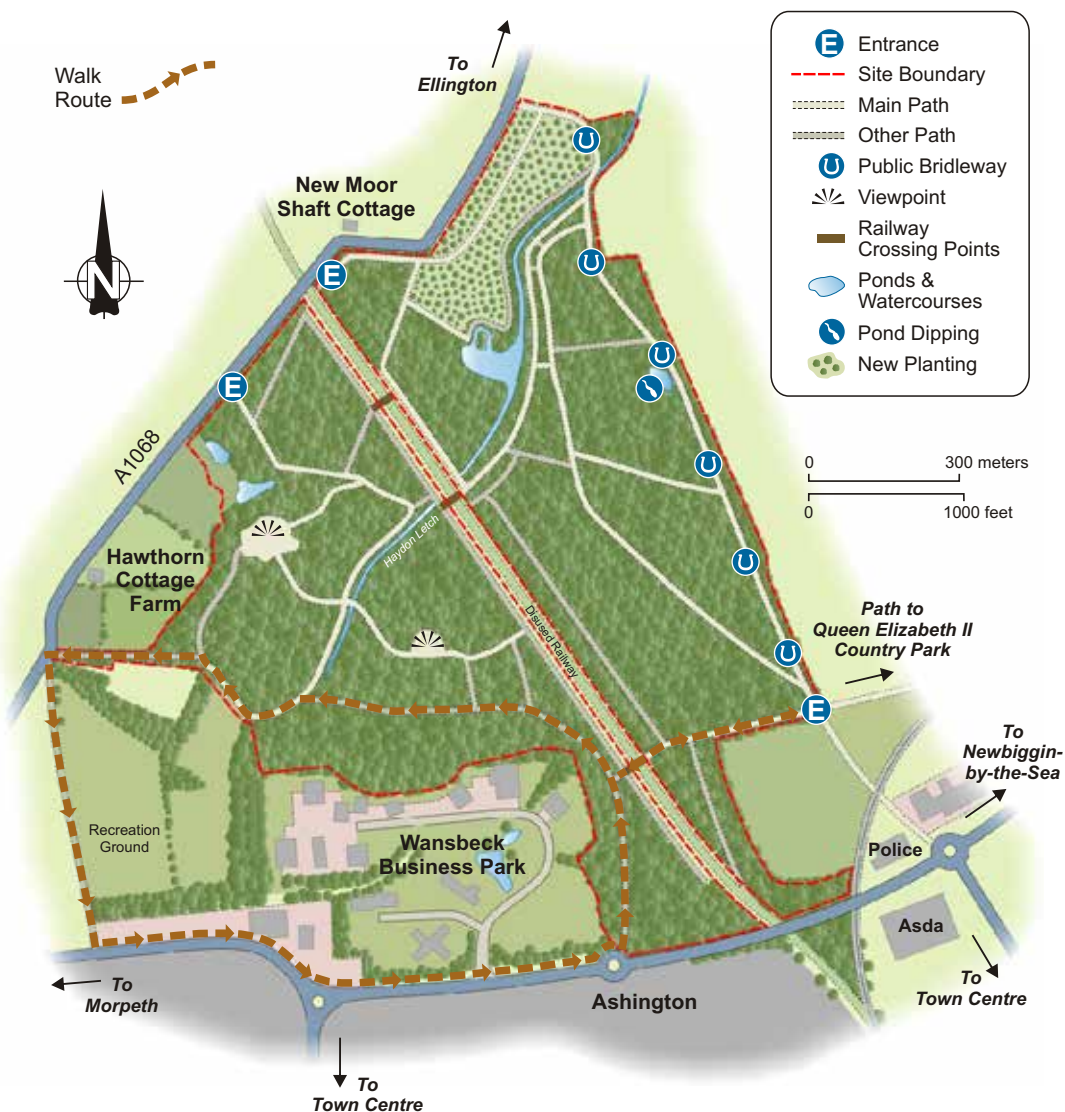 To
Ellington
Walk
Route
E Entrance
Site Boundary
Main Path
Other Path
U Public Bridleway
Viewpoint
Railway
Crossing Points
Ponds &
Watercourses
Pond Dipping
New Planting
New Moor
Shaft Cottage
N
E
E
U
U
U
U
U
U
A1068
0 300 meters
0 1000 feet
Haydon Letch
Hawthorn
Cottage
Farm
Disused Railway
Path to
Queen Elizabeth II
Country Park
E
To
Newbiggin-
by-the-Sea
Recreation
Ground
Wansbeck
Business Park
Police
Asda
To
Morpeth
Ashington
To
Town Centre
To
Town Centre